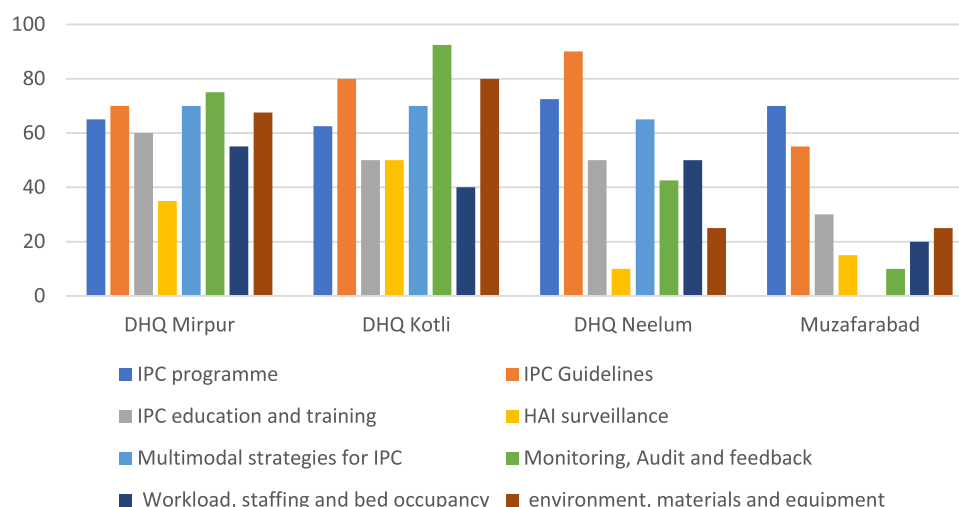 100
80
60
40
20
0
DHQ Mirpur DHQ Kotli DHQ Neelum Muzafarabad
IPC programme IPC Guidelines
IPC education and training HAI surveillance
Multimodal strategies for IPC Monitoring, Audit and feedback
Workload, staffing and bed occupancy environment, materials and equipment